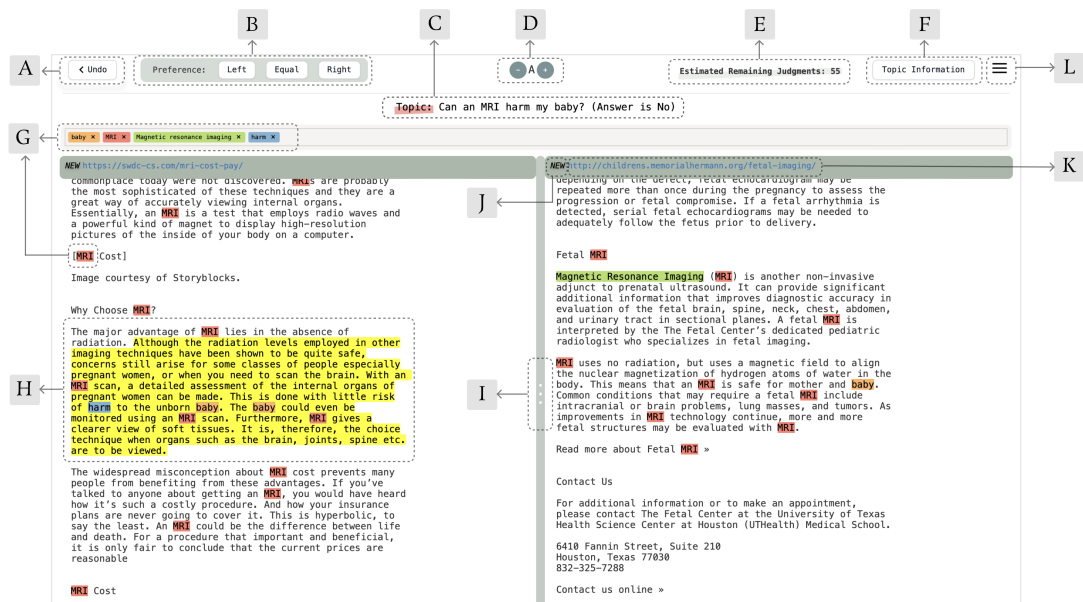 B
C
D
E
F
A
< Undo
Preference: Left Equal Right
- A +
Estimated Remaining Judgments: 55
Topic Information
L
Topic: Can an MRI harm my baby? (Answer is No)
G
baby × MRI × Magnetic resonance imaging × harm ×
NEW https://swdc-cs.com/mri-cost-pay/
commonplace today were not discovered. MRIs are probably
the most sophisticated of these techniques and they are a
great way of accurately viewing internal organs.
Essentially, an MRI is a test that employs radio waves and
a powerful kind of magnet to display high-resolution
pictures of the inside of your body on a computer.
[MRI Cost]
Image courtesy of Storyblocks.
Why Choose MRI?
H
The major advantage of MRI lies in the absence of
radiation. Although the radiation levels employed in other
imaging techniques have been shown to be quite safe,
concerns still arise for some classes of people especially
pregnant women, or when you need to scan the brain. With an
MRI scan, a detailed assessment of the internal organs of
pregnant women can be made. This is done with little risk
of harm to the unborn baby. The baby could even be
monitored using an MRI scan. Furthermore, MRI gives a
clearer view of soft tissues. It is, therefore, the choice
technique when organs such as the brain, joints, spine etc.
are to be viewed.
The widespread misconception about MRI cost prevents many
people from benefiting from these advantages. If you've
talked to anyone about getting an MRI, you would have heard
how it's such a costly procedure. And how your insurance
plans are never going to cover it. This is hyperbolic, to
say the least. An MRI could be the difference between life
and death. For a procedure that important and beneficial,
it is only fair to conclude that the current prices are
reasonable
MRI Cost
NEW http://childrens.memorialhermann.org/fetal-imaging/
K
J
depending on the defect, fetal echocardiogram may be
repeated more than once during the pregnancy to assess the
progression or fetal compromise. If a fetal arrhythmia is
detected, serial fetal echocardiograms may be needed to
adequately follow the fetus prior to delivery.
Fetal MRI
Magnetic Resonance Imaging (MRI) is another non-invasive
adjunct to prenatal ultrasound. It can provide significant
additional information that improves diagnostic accuracy in
evaluation of the fetal brain, spine, neck, chest, abdomen,
and urinary tract in sectional planes. A fetal MRI is
interpreted by the The Fetal Center's dedicated pediatric
radiologist who specializes in fetal imaging.
I
MRI uses no radiation, but uses a magnetic field to align
the nuclear magnetization of hydrogen atoms of water in the
body. This means that an MRI is safe for mother and baby.
Common conditions that may require a fetal MRI include
intracranial or brain problems, lung masses, and tumors. As
improvements in MRI technology continue, more and more
fetal structures may be evaluated with MRI.
Read more about Fetal MRI »
Contact Us
For additional information or to make an appointment,
please contact The Fetal Center at the University of Texas
Health Science Center at Houston (UTHealth) Medical School.
6410 Fannin Street, Suite 210
Houston, Texas 77030
832-325-7288
Contact us online »